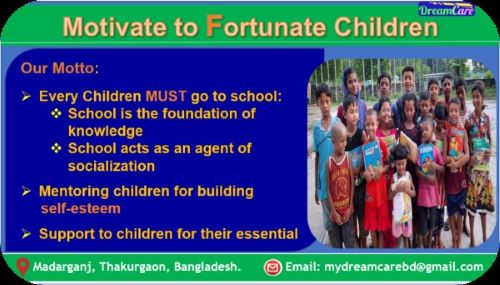 DreamCare
Motivate to Fortunate Children
Our Motto:
➢ Every Children MUST go to school:
❖ School is the foundation of
knowledge
❖ School acts as an agent of
socialization
➢ Mentoring children for building
self-esteem
➢ Support to children for their essential
Madarganj, Thakurgaon, Bangladesh.
Email: mydreamcarebd@gmail.com